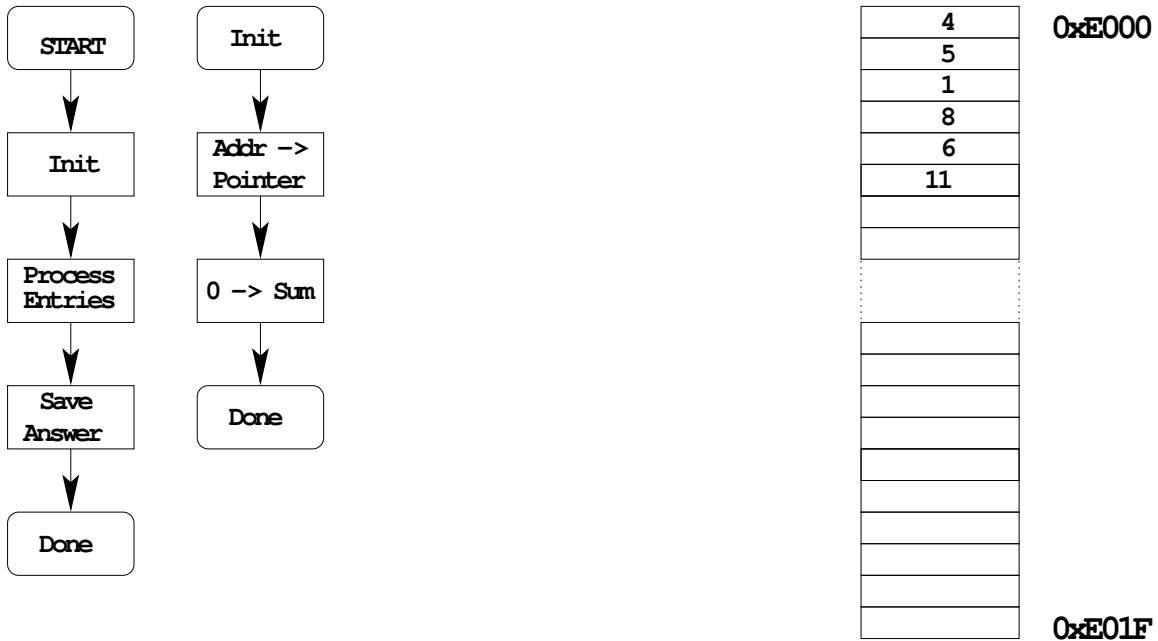 START
Init
Process
Entries
Save
Answer
Done
Init
Addr −>
Pointer
0 −> Sum
Done
4
5
1
8
6
11
0xE000
0xE01F